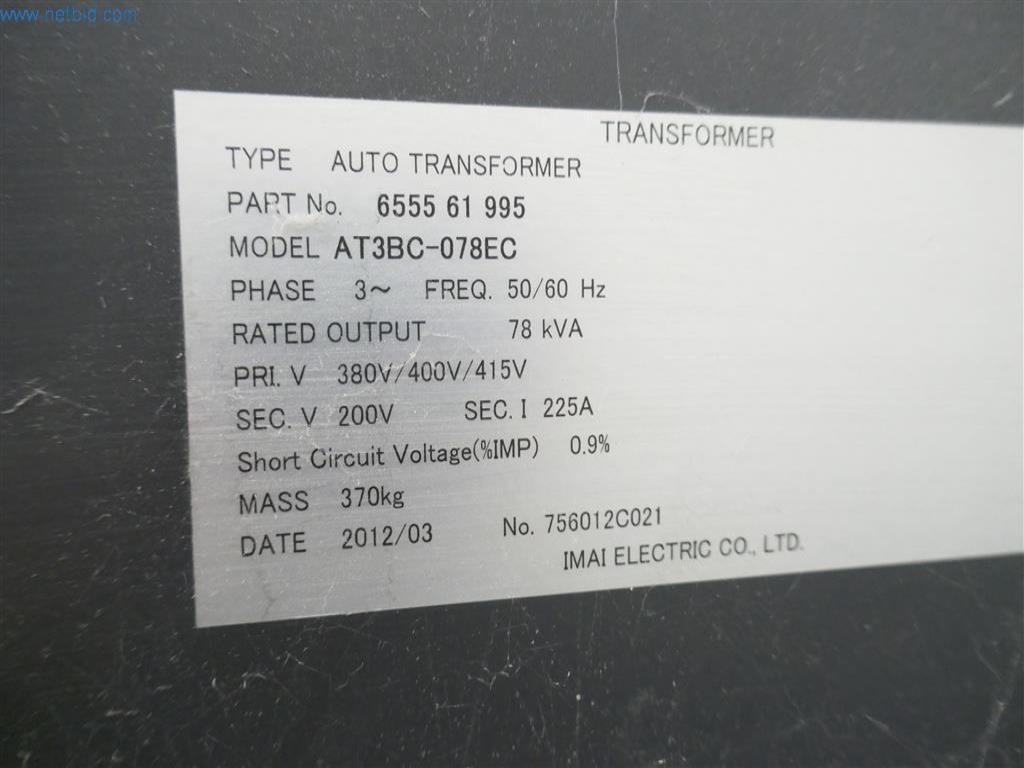 www.netbid.com
TRANSFORMER
TYPE AUTO TRANSFORMER
PART No. 6555 61 995
MODEL AT3BC-078EC
PHASE 3~ FREQ. 50/60 Hz
RATED OUTPUT 78 kVA
PRI. V 380V/400V/415V
SEC. V 200V SEC. I 225A
Short Circuit Voltage(%IMP) 0.9%
MASS 370kg
DATE 2012/03 No. 756012C021
IMAI ELECTRIC CO., LTD.